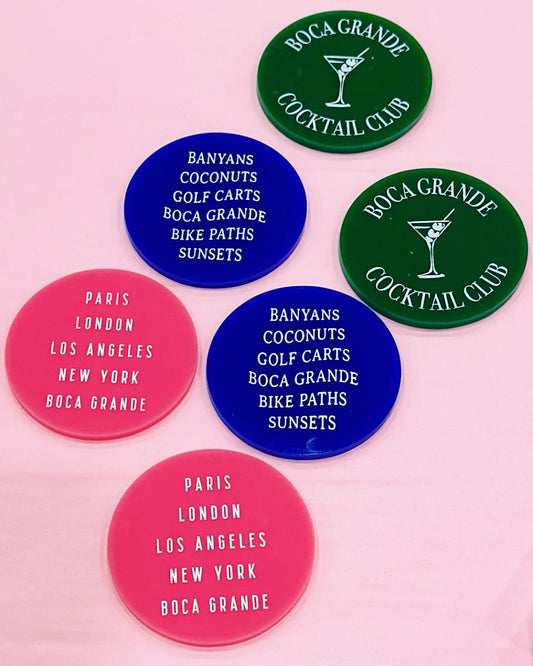 BOCA GRANDE
COCKTAIL CLUB
BANYANS
COCONUTS
GOLF CARTS
BOCA GRANDE
BIKE PATHS
SUNSETS
BOCA GRANDE
COCKTAIL CLUB
PARIS
LONDON
LOS ANGELES
NEW YORK
BOCA GRANDE
BANYANS
COCONUTS
GOLF CARTS
BOCA GRANDE
BIKE PATHS
SUNSETS
PARIS
LONDON
LOS ANGELES
NEW YORK
BOCA GRANDE